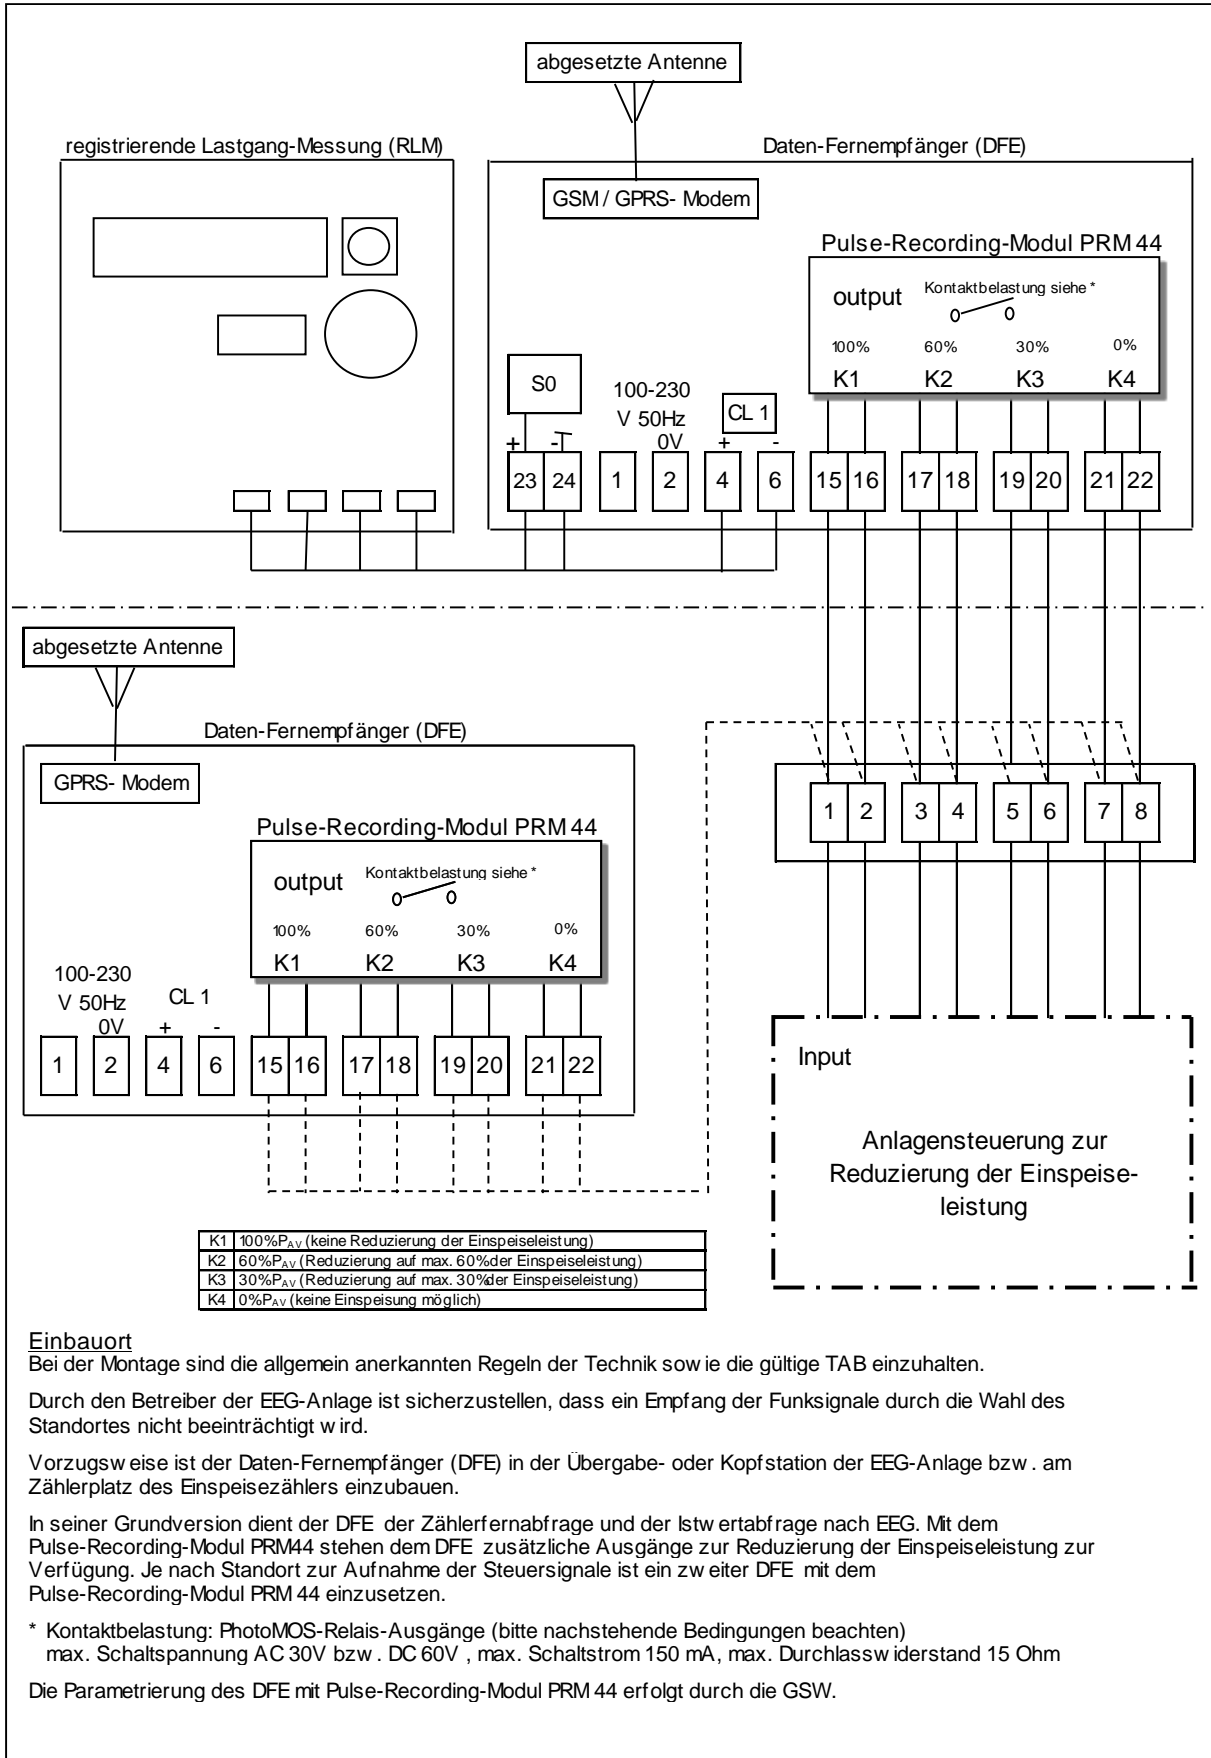 abgesetzte Antenne
registrierende Lastgang-Messung (RLM)
Daten-Fernempfänger (DFE)
GSM / GPRS- Modem
Pulse-Recording-Modul PRM 44
output
Kontaktbelastung siehe *
100% 60% 30% 0%
K1 K2 K3 K4
S0
100-230
V 50Hz
0V
CL 1
+ - + -
23 24 1 2 4 6 15 16 17 18 19 20 21 22
abgesetzte Antenne
Daten-Fernempfänger (DFE)
GPRS- Modem
1 2 3 4 5 6 7 8
Pulse-Recording-Modul PRM 44
output
Kontaktbelastung siehe *
100% 60% 30% 0%
K1 K2 K3 K4
100-230
V 50Hz
0V
CL 1
+ -
1 2 4 6 15 16 17 18 19 20 21 22
Input
Anlagensteuerung zur
Reduzierung der Einspeise-
leistung
K1 100%PAV (keine Reduzierung der Einspeiseleistung)
K2 60%PAV (Reduzierung auf max. 60%der Einspeiseleistung)
K3 30%PAV (Reduzierung auf max. 30%der Einspeiseleistung)
K4 0%PAV (keine Einspeisung möglich)
Einbauort
Bei der Montage sind die allgemein anerkannten Regeln der Technik sowie die gültige TAB einzuhalten.
Durch den Betreiber der EEG-Anlage ist sicherzustellen, dass ein Empfang der Funksignale durch die Wahl des
Standortes nicht beeinträchtigt wird.
Vorzugsweise ist der Daten-Fernempfänger (DFE) in der Übergabe- oder Kopfstation der EEG-Anlage bzw. am
Zählerplatz des Einspeisezählers einzubauen.
In seiner Grundversion dient der DFE der Zählerfernabfrage und der Istwertabfrage nach EEG. Mit dem
Pulse-Recording-Modul PRM44 stehen dem DFE zusätzliche Ausgänge zur Reduzierung der Einspeiseleistung zur
Verfügung. Je nach Standort zur Aufnahme der Steuersignale ist ein zweiter DFE mit dem
Pulse-Recording-Modul PRM 44 einzusetzen.
* Kontaktbelastung: PhotoMOS-Relais-Ausgänge (bitte nachstehende Bedingungen beachten)
max. Schaltspannung AC 30V bzw. DC 60V , max. Schaltstrom 150 mA, max. Durchlasswiderstand 15 Ohm
Die Parametrierung des DFE mit Pulse-Recording-Modul PRM 44 erfolgt durch die GSW.